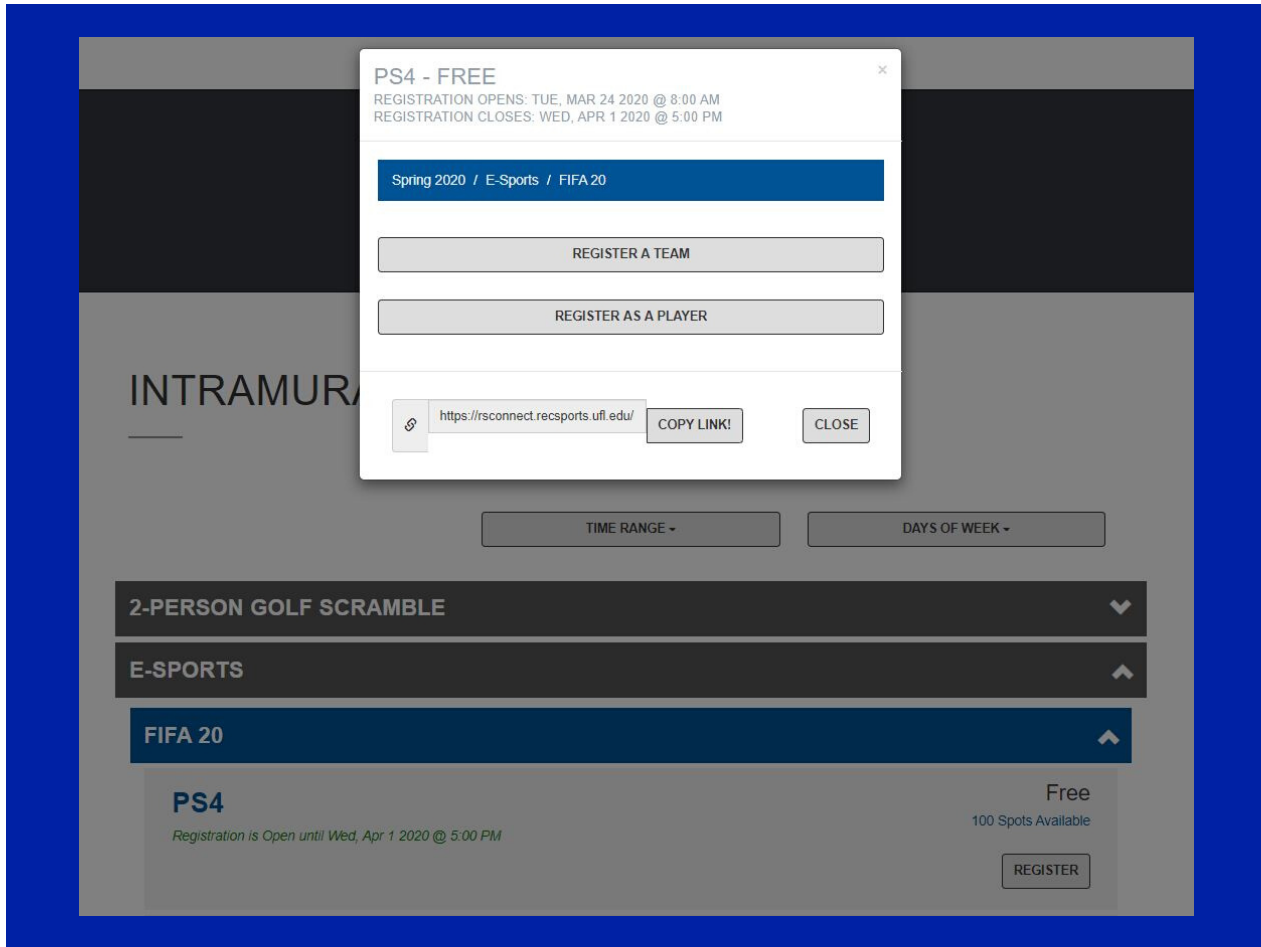 PS4 - FREE
×
REGISTRATION OPENS: TUE, MAR 24 2020 @ 8:00 AM
REGISTRATION CLOSES: WED, APR 1 2020 @ 5:00 PM
Spring 2020 / E-Sports / FIFA 20
REGISTER A TEAM
REGISTER AS A PLAYER
INTRAMURA
https://rsconnect.recsports.ufl.edu/
COPY LINK!
CLOSE
TIME RANGE
DAYS OF WEEK
2-PERSON GOLF SCRAMBLE
E-SPORTS
FIFA 20
PS4
Free
Registration is Open until Wed, Apr 1 2020 @ 5:00 PM
100 Spots Available
REGISTER